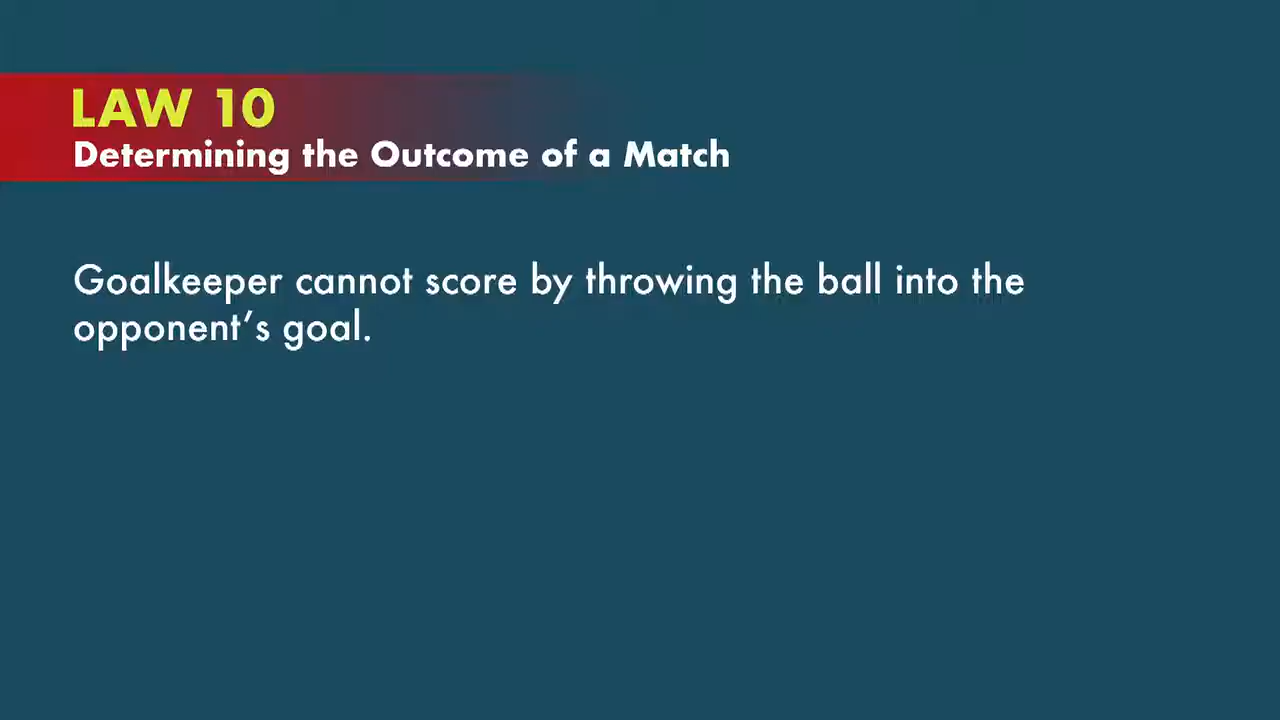 LAW 10
Determining the Outcome of a Match
Goalkeeper cannot score by throwing the ball into the
opponent’s goal.